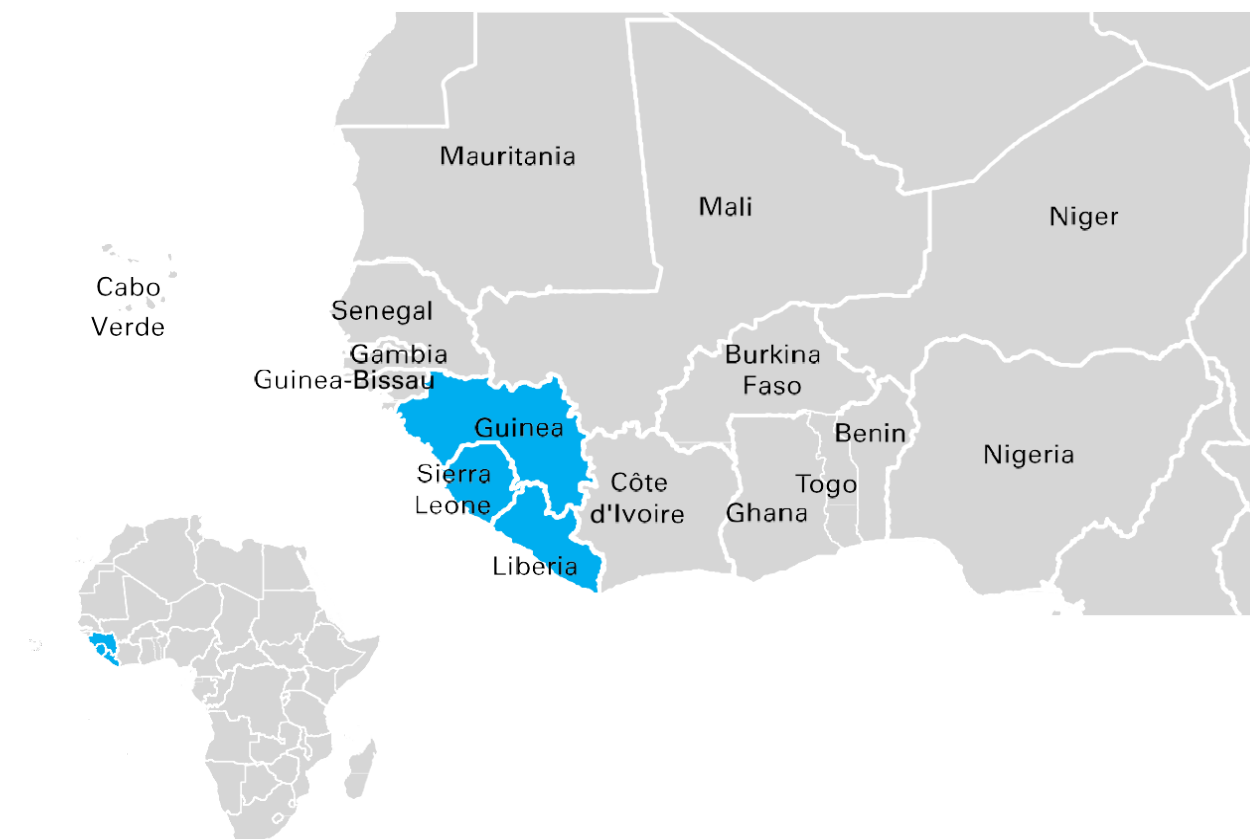 Mauritania
Mali
Niger
Cabo
Verde
Senegal
Gambia
Guinea-Bissau
Burkina
Faso
Guinea
Benin
Nigeria
Sierra
Leone
Côte
d'Ivoire
Togo
Ghana
Liberia